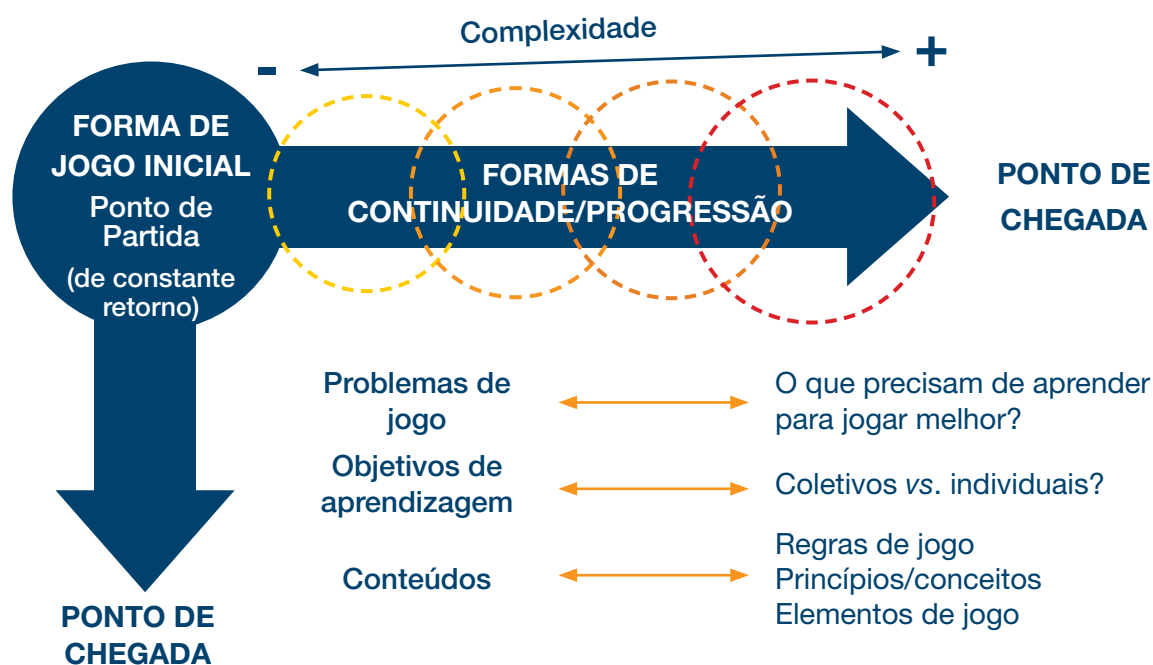 Complexidade
- +
FORMA DE
JOGO INICIAL
Ponto de
Partida
(de constante
retorno)
FORMAS DE
CONTINUIDADE/PROGRESSÃO
PONTO DE
CHEGADA
Problemas de
jogo
O que precisam de aprender
para jogar melhor?
Objetivos de
aprendizagem
Coletivos vs. individuais?
Conteúdos
Regras de jogo
Princípios/conceitos
Elementos de jogo
PONTO DE
CHEGADA